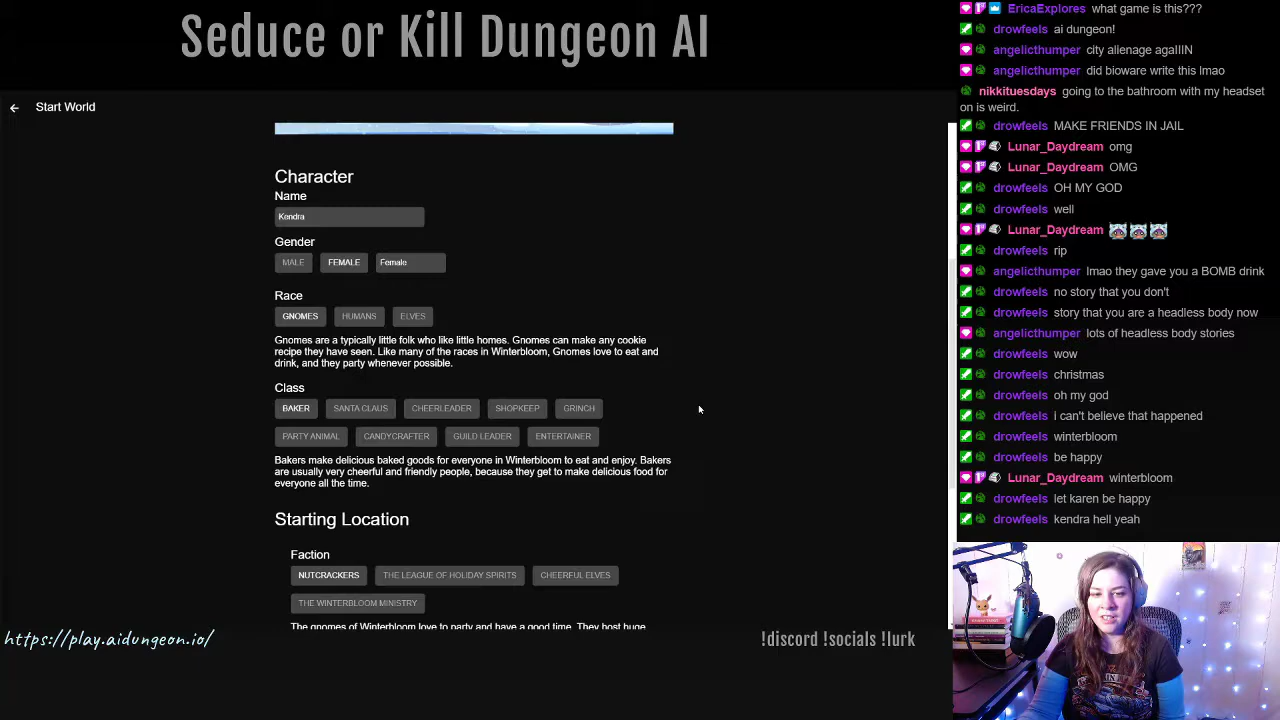 Seduce or Kill Dungeon AI
Start World
Character
Name
Kendra
Gender
MALE
FEMALE
Female
Race
GNOMES
HUMANS
ELVES
Gnomes are a typically little folk who like little homes. Gnomes can make any cookie
recipe they have seen. Like many of the races in Winterbloom, Gnomes love to eat and
drink, and they party whenever possible.
Class
BAKER
SANTA CLAUS
CHEERLEADER
SHOPKEEP
GRINCH
PARTY ANIMAL
CANDYCRAFTER
GUILD LEADER
ENTERTAINER
Bakers make delicious baked goods for everyone in Winterbloom to eat and enjoy. Bakers
are usually very cheerful and friendly people, because they get to make delicious food for
everyone all the time.
Starting Location
Faction
NUTCRACKERS
THE LEAGUE OF HOLIDAY SPIRITS
CHEERFUL ELVES
THE WINTERBLOOM MINISTRY
The gnomes of Winterbloom love to party and have a good time. They host huge
https://play.aidungeon.io/
!discord !socials !lurk
EricaExplores what game is this???
drowfeels ai dungeon!
angelicthumper city alienage agaIIIN
angelicthumper did bioware write this lmao
nikkituesdays going to the bathroom with my headset
on is weird.
drowfeels MAKE FRIENDS IN JAIL
Lunar_Daydream omg
Lunar_Daydream OMG
drowfeels OH MY GOD
drowfeels well
Lunar_Daydream
drowfeels rip
angelicthumper lmao they gave you a BOMB drink
drowfeels no story that you don't
drowfeels story that you are a headless body now
angelicthumper lots of headless body stories
drowfeels wow
drowfeels christmas
drowfeels oh my god
drowfeels i can't believe that happened
drowfeels winterbloom
drowfeels be happy
Lunar_Daydream winterbloom
drowfeels let karen be happy
drowfeels kendra hell yeah